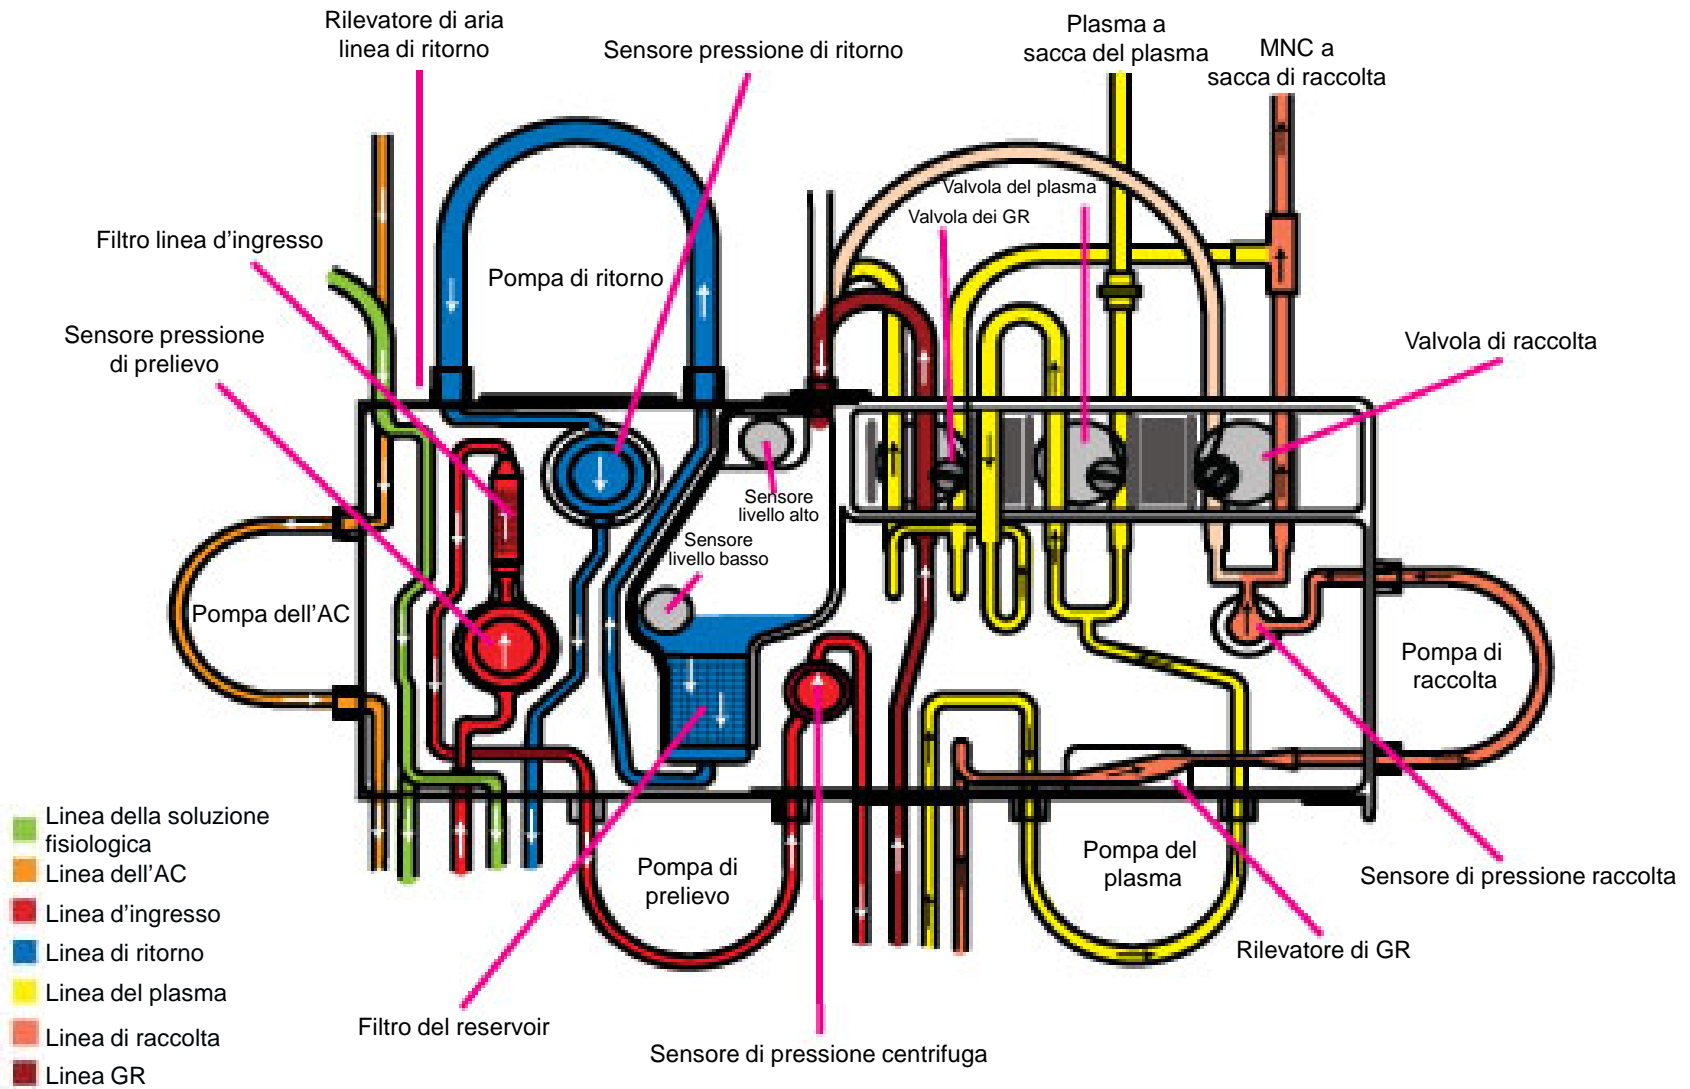 Rilevatore di aria
linea di ritorno
Sensore pressione di ritorno
Plasma a
sacca del plasma
MNC a
sacca di raccolta
Valvola del plasma
Valvola dei GR
Filtro linea d'ingresso
Pompa di ritorno
Sensore pressione
di prelievo
Valvola di raccolta
Sensore
livello alto
Sensore
livello basso
Pompa dell'AC
Pompa di
raccolta
Linea della soluzione
fisiologica
Linea dell'AC
Linea d'ingresso
Linea di ritorno
Linea del plasma
Linea di raccolta
Linea GR
Pompa di
prelievo
Pompa del
plasma
Sensore di pressione raccolta
Rilevatore di GR
Filtro del reservoir
Sensore di pressione centrifuga